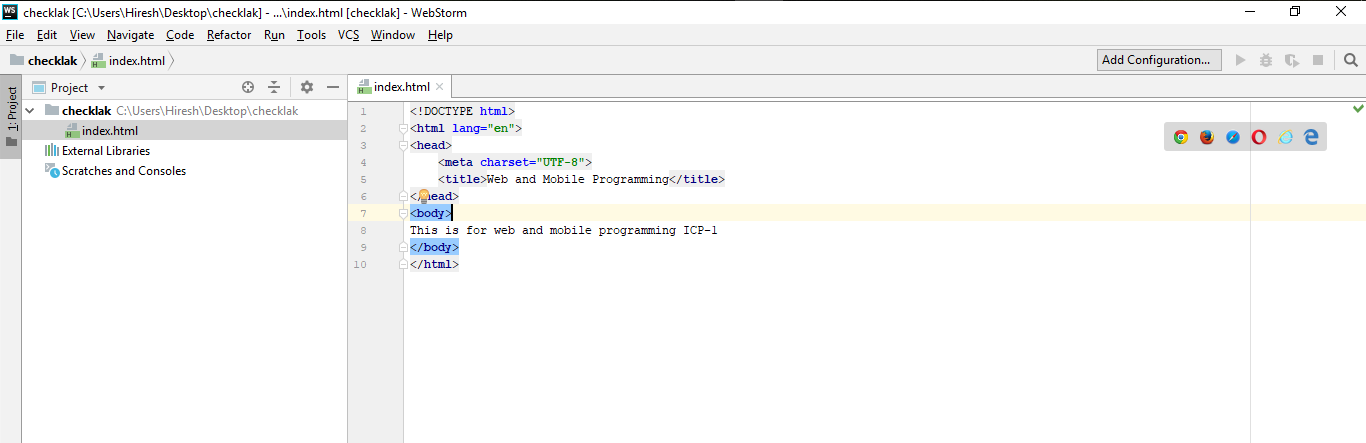 WS checklak [C:\Users\Hiresh\Desktop\checklak] - ...\index.html [checklak] - WebStorm
File Edit View Navigate Code Refactor Run Tools VCS Window Help
checklak index.html Add Configuration...
1: Project
Project
checklak C:\Users\Hiresh\Desktop\checklak
index.html
External Libraries
Scratches and Consoles
index.html
1 <!DOCTYPE html>
2 <html lang="en">
3 <head>
4 <meta charset="UTF-8">
5 <title>Web and Mobile Programming</title>
6 </head>
7 <body>
8 This is for web and mobile programming ICP-1
9 </body>
10 </html>